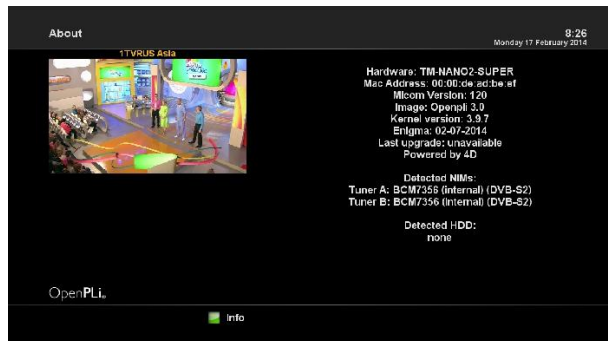 About
8:26
Monday 17 February 2014
1TVRUS Asia
Hardware: TM-NANO2-SUPER
Mac Address: 00:00:de:ad:be:ef
Micom Version: 120
Image: Openpli 3.0
Kernel version: 3.9.7
Enigma: 02-07-2014
Last upgrade: unavailable
Powered by 4D
Detected NIMs:
Tuner A: BCM7356 (internal) (DVB-S2)
Tuner B: BCM7356 (internal) (DVB-S2)
Detected HDD:
none
OpenPLi.
Info